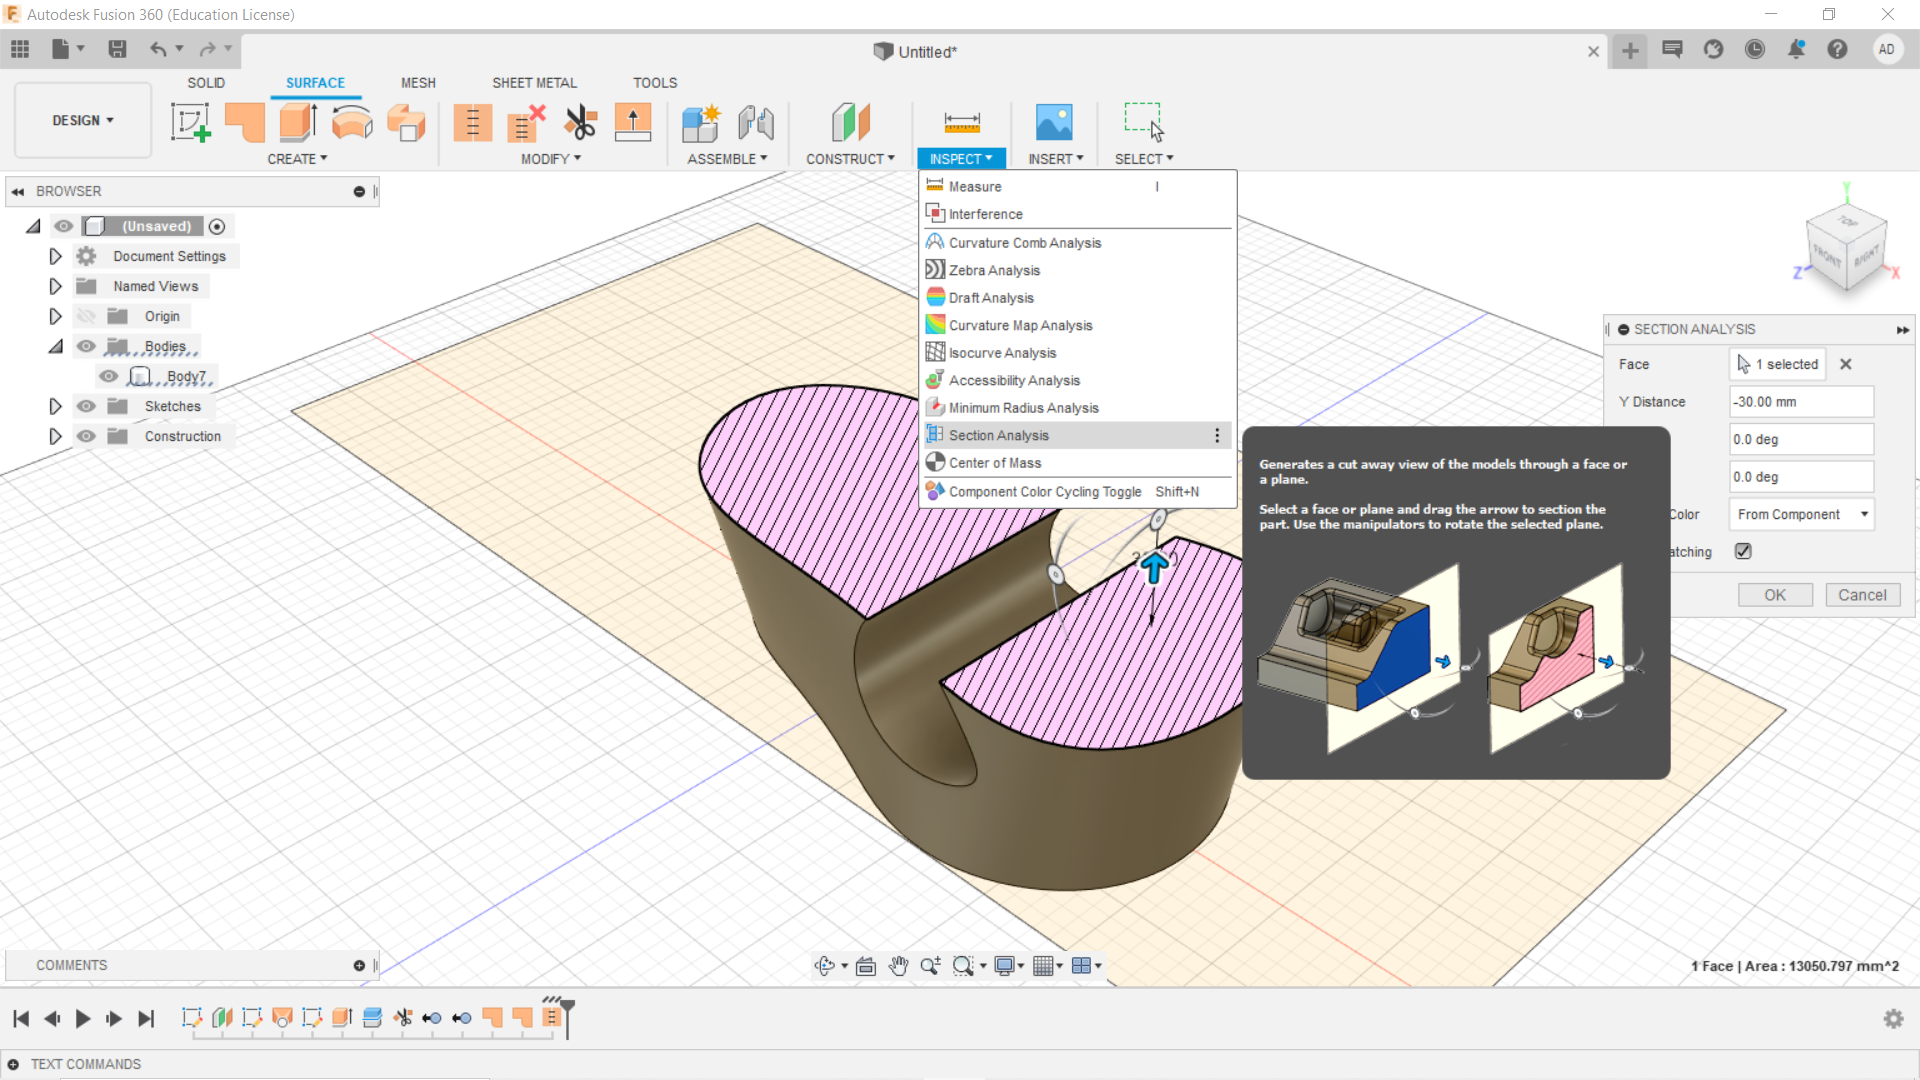 Autodesk Fusion 360 (Education License)
Untitled*
AD
DESIGN
SOLID
SURFACE
MESH
SHEET METAL
TOOLS
CREATE
MODIFY
ASSEMBLE
CONSTRUCT
INSPECT
INSERT
SELECT
BROWSER
(Unsaved)
Document Settings
Named Views
Origin
Bodies
Body7
Sketches
Construction
Measure I
Interference
Curvature Comb Analysis
Zebra Analysis
Draft Analysis
Curvature Map Analysis
Isocurve Analysis
Accessibility Analysis
Minimum Radius Analysis
Section Analysis
Center of Mass
Component Color Cycling Toggle Shift+N
Generates a cut away view of the models through a face or
a plane.
Select a face or plane and drag the arrow to section the
part. Use the manipulators to rotate the selected plane.
Y
TOP
FRONT
RIGHT
Z
X
SECTION ANALYSIS
Face 1 selected
Y Distance -30.00 mm
0.0 deg
0.0 deg
Color From Component
atching
OK Cancel
COMMENTS
1 Face | Area : 13050.797 mm^2
TEXT COMMANDS